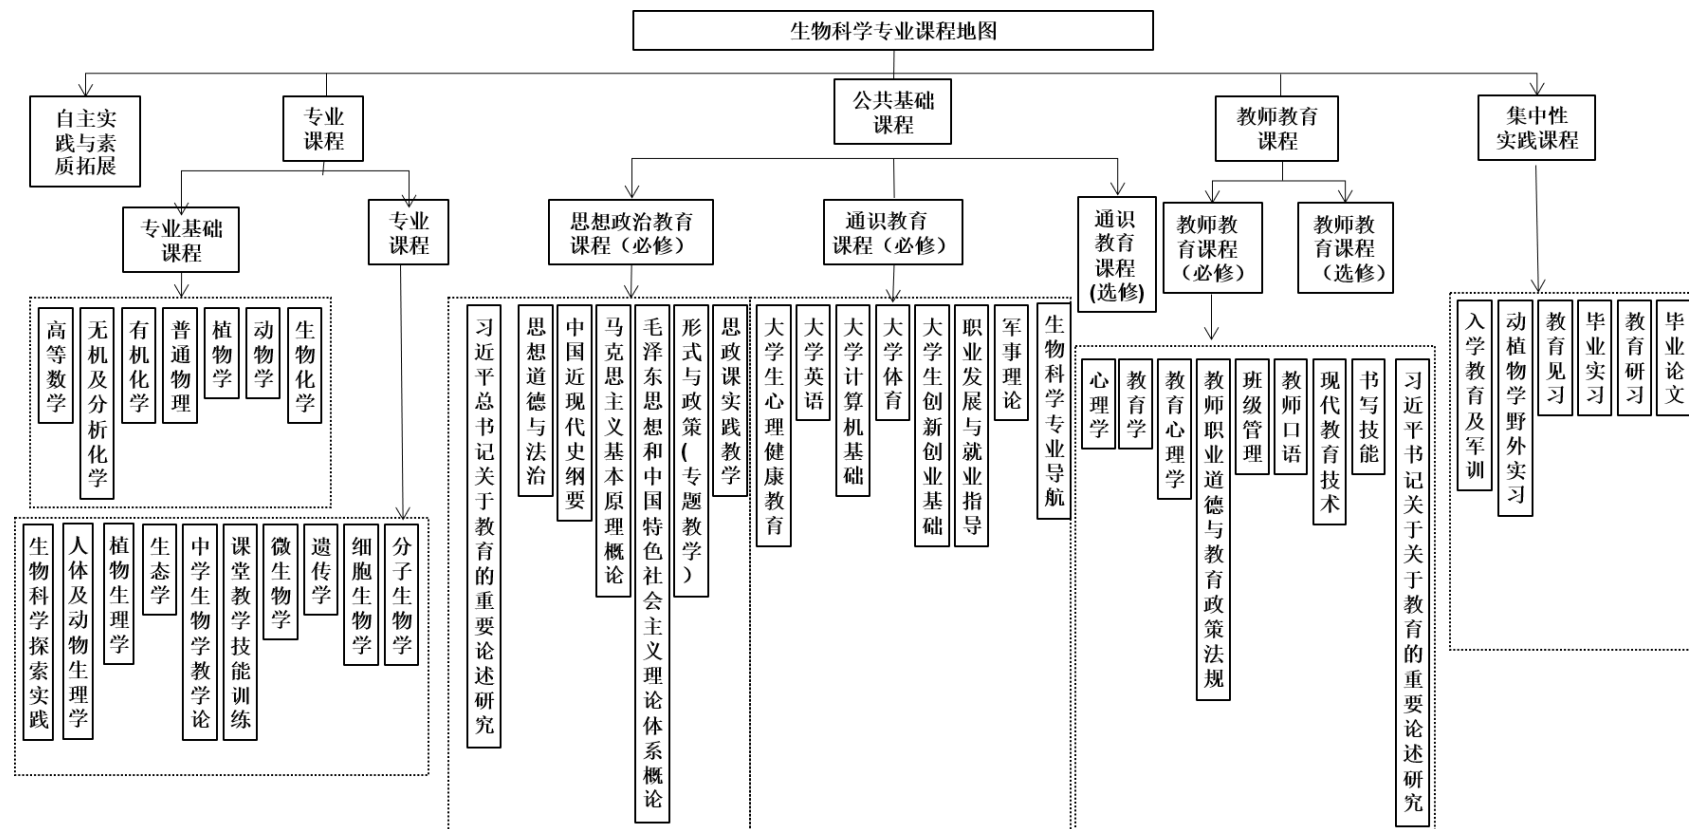 生物科学专业课程地图
自主实
践与素
质拓展
专业
课程
公共基础
课程
教师教育
课程
集中性
实践课程
专业基础
课程
专业
课程
思想政治教育
课程（必修）
通识教育
课程（必修）
通识
教育
课程
(选修)
教师教
育课程
（必修）
教师教
育课程
（选修）
高等数学
无机及分析化学
有机化学
普通物理
植物学
动物学
生物化学
生物科学探索实践
人体及动物生理学
植物生理学
生态学
中学生物学教学论
课堂教学技能训练
微生物学
遗传学
细胞生物学
分子生物学
习近平总书记关于教育的重要论述研究
思想道德与法治
中国近现代史纲要
马克思主义基本原理概论
毛泽东思想和中国特色社会主义理论体系概论
形式与政策(专题教学）
思政课实践教学
大学生心理健康教育
大学英语
大学计算机基础
大学体育
大学生创新创业基础
职业发展与就业指导
军事理论
生物科学专业导航
心理学
教育学
教育心理学
教师职业道德与教育政策法规
班级管理
教师口语
现代教育技术
书写技能
习近平书记关于关于教育的重要论述研究
入学教育及军训
动植物学野外实习
教育见习
毕业实习
教育研习
毕业论文